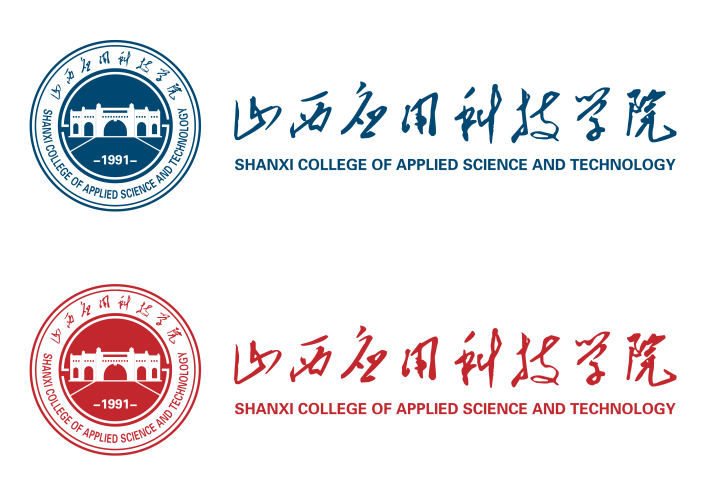 山西应用科技学院
SHANXI COLLEGE OF APPLIED SCIENCE AND TECHNOLOGY
–1991–
山西应用科技学院
SHANXI COLLEGE OF APPLIED SCIENCE AND TECHNOLOGY
山西应用科技学院
SHANXI COLLEGE OF APPLIED SCIENCE AND TECHNOLOGY
–1991–
山西应用科技学院
SHANXI COLLEGE OF APPLIED SCIENCE AND TECHNOLOGY